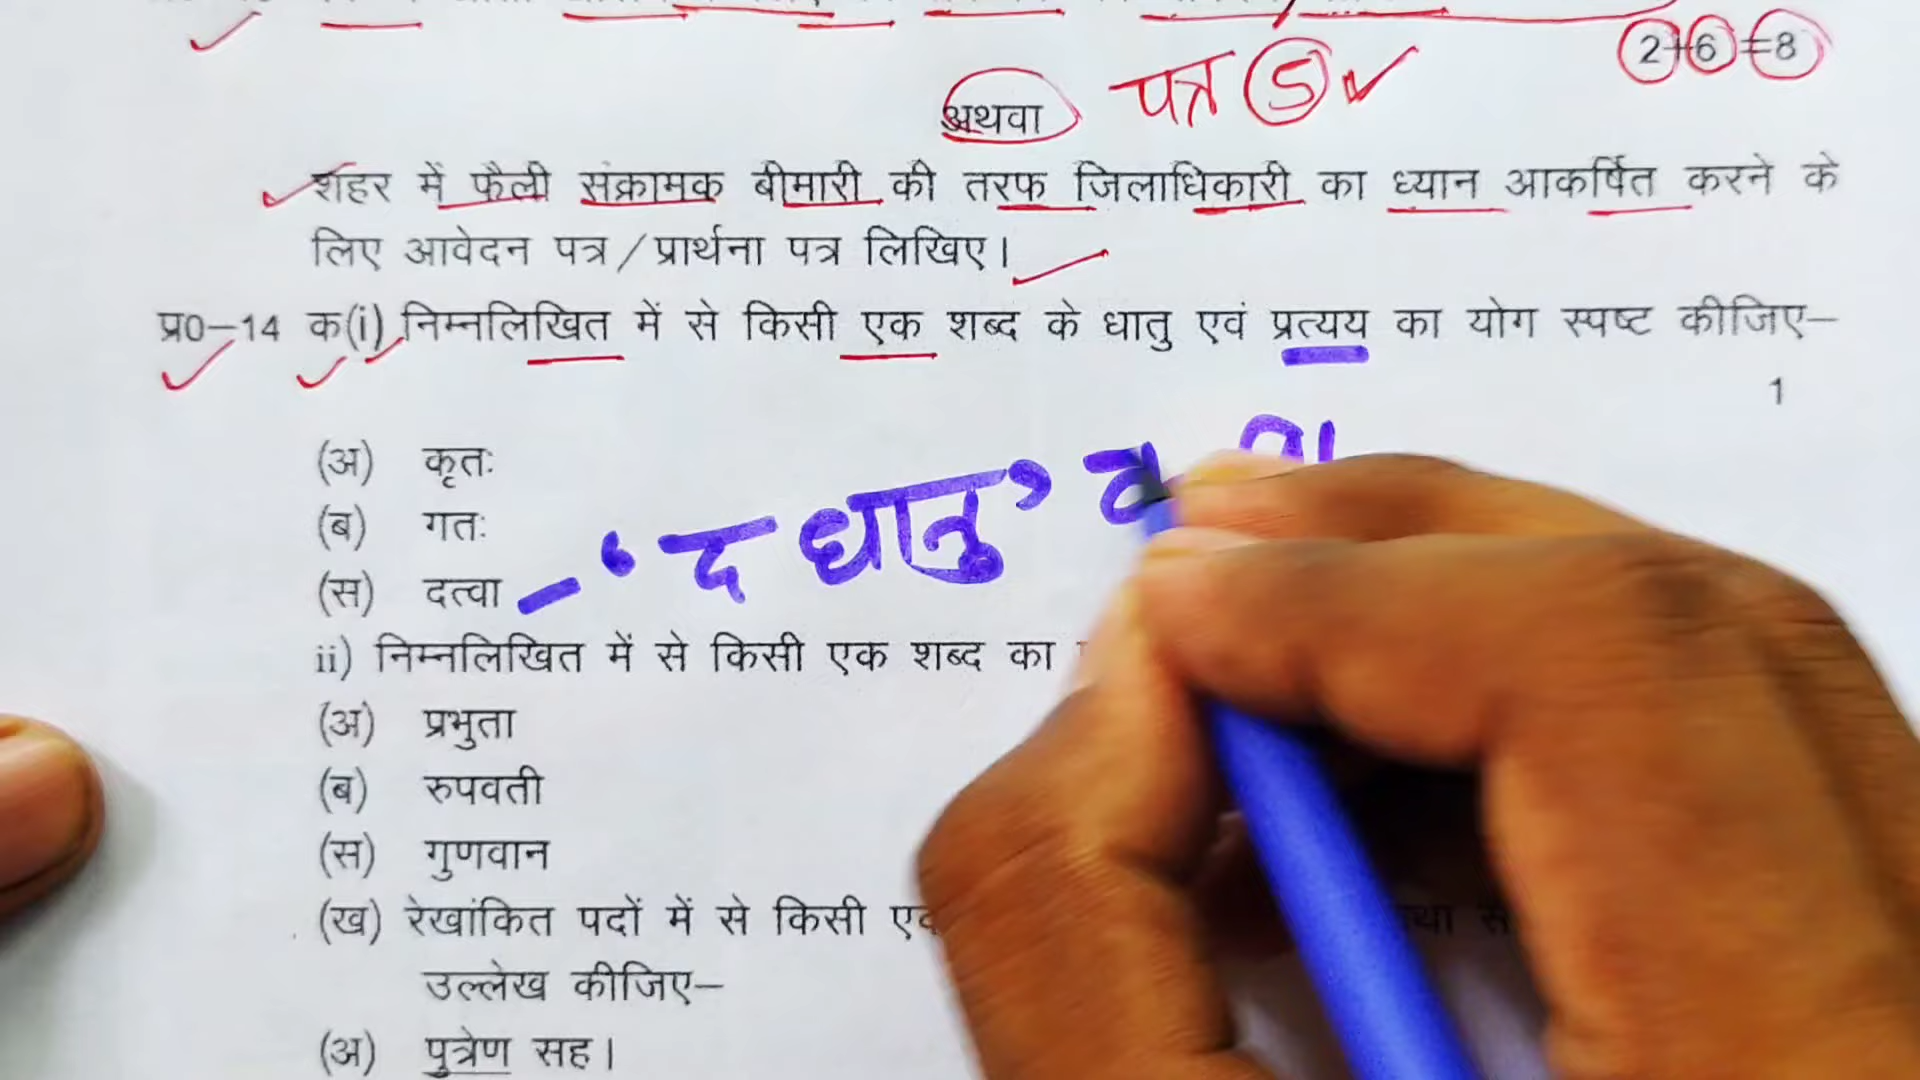 2+6=8
अथवा पत्र 5
शहर में फैली संक्रामक बीमारी की तरफ जिलाधिकारी का ध्यान आकर्षित करने के
लिए आवेदन पत्र/प्रार्थना पत्र लिखिए।
प्र0–14 क(i) निम्नलिखित में से किसी एक शब्द के धातु एवं प्रत्यय का योग स्पष्ट कीजिए–
1
(अ) कृतः
(ब) गतः
(स) दत्वा – ‘द धातु’
ii) निम्नलिखित में से किसी एक शब्द का
(अ) प्रभुता
(ब) रुपवती
(स) गुणवान
(ख) रेखांकित पदों में से किसी
उल्लेख कीजिए–
(अ) पुत्रेण सह।